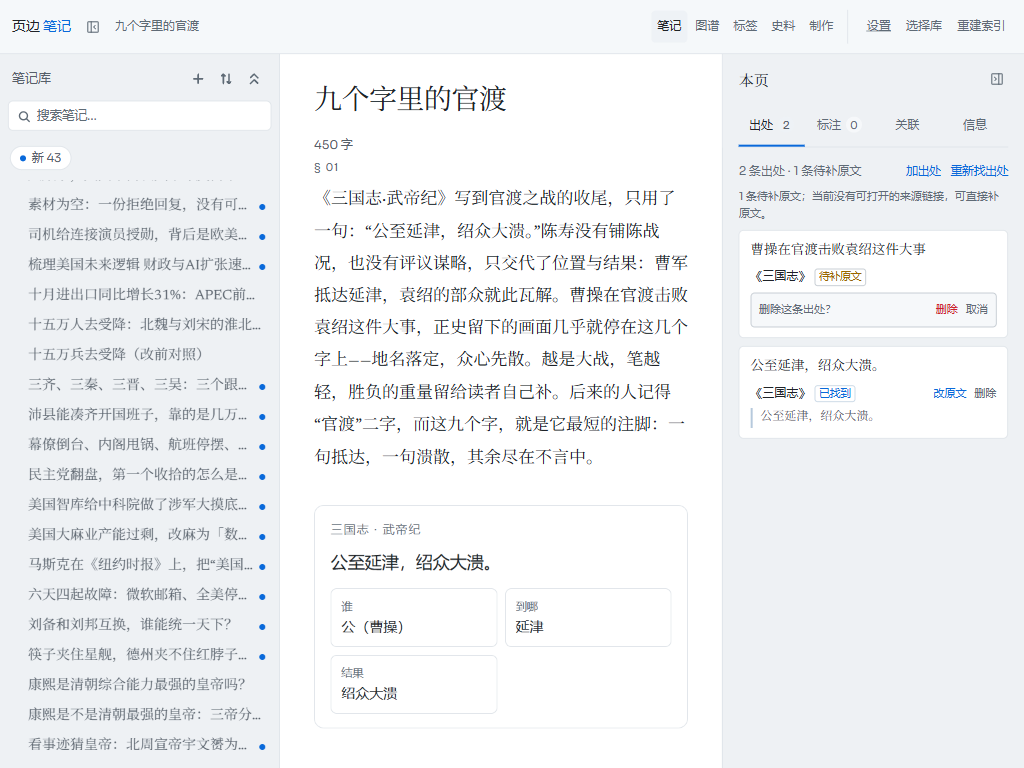 页边 笔记
九个字里的官渡
笔记 图谱 标签 史料 制作 设置 选择库 重建索引
笔记库
搜索笔记...
新 43
素材为空：一份拒绝回复，没有可...
司机给连接演员授勋，背后是欧美...
梳理美国未来逻辑 财政与AI扩张速...
十月进出口同比增长31%：APEC前...
十五万人去受降：北魏与刘宋的淮北...
十五万兵去受降（改前对照）
三齐、三秦、三晋、三吴：三个跟...
沛县能凑齐开国班子，靠的是几万...
幕僚倒台、内阁甩锅、航班停摆、...
民主党翻盘，第一个收拾的怎么是...
美国智库给中科院做了涉军大摸底...
美国大麻业产能过剩，改麻为「数...
马斯克在《纽约时报》上，把“美国...
六天四起故障：微软邮箱、全美停...
刘备和刘邦互换，谁能统一天下？
筷子夹住星舰，德州夹不住红脖子...
康熙是清朝综合能力最强的皇帝吗？
康熙是不是清朝最强的皇帝：三帝分...
看事迹猜皇帝：北周宣帝宇文赟为...
九个字里的官渡
450 字
§ 01
《三国志·武帝纪》写到官渡之战的收尾，只用了
一句：“公至延津，绍众大溃。”陈寿没有铺陈战
况，也没有评议谋略，只交代了位置与结果：曹军
抵达延津，袁绍的部众就此瓦解。曹操在官渡击败
袁绍这件大事，正史留下的画面几乎就停在这几个
字上——地名落定，众心先散。越是大战，笔越
轻，胜负的重量留给读者自己补。后来的人记得
“官渡”二字，而这九个字，就是它最短的注脚：一
句抵达，一句溃散，其余尽在不言中。
三国志 · 武帝纪
公至延津，绍众大溃。
谁
公（曹操）
到哪
延津
结果
绍众大溃
本页
出处 2 标注 0 关联 信息
2 条出处 · 1 条待补原文 加出处 重新找出处
1 条待补原文；当前没有可打开的来源链接，可直接补
原文。
曹操在官渡击败袁绍这件大事
《三国志》 待补原文
删除这条出处? 删除 取消
公至延津，绍众大溃。
《三国志》 已找到 改原文 删除
公至延津，绍众大溃。